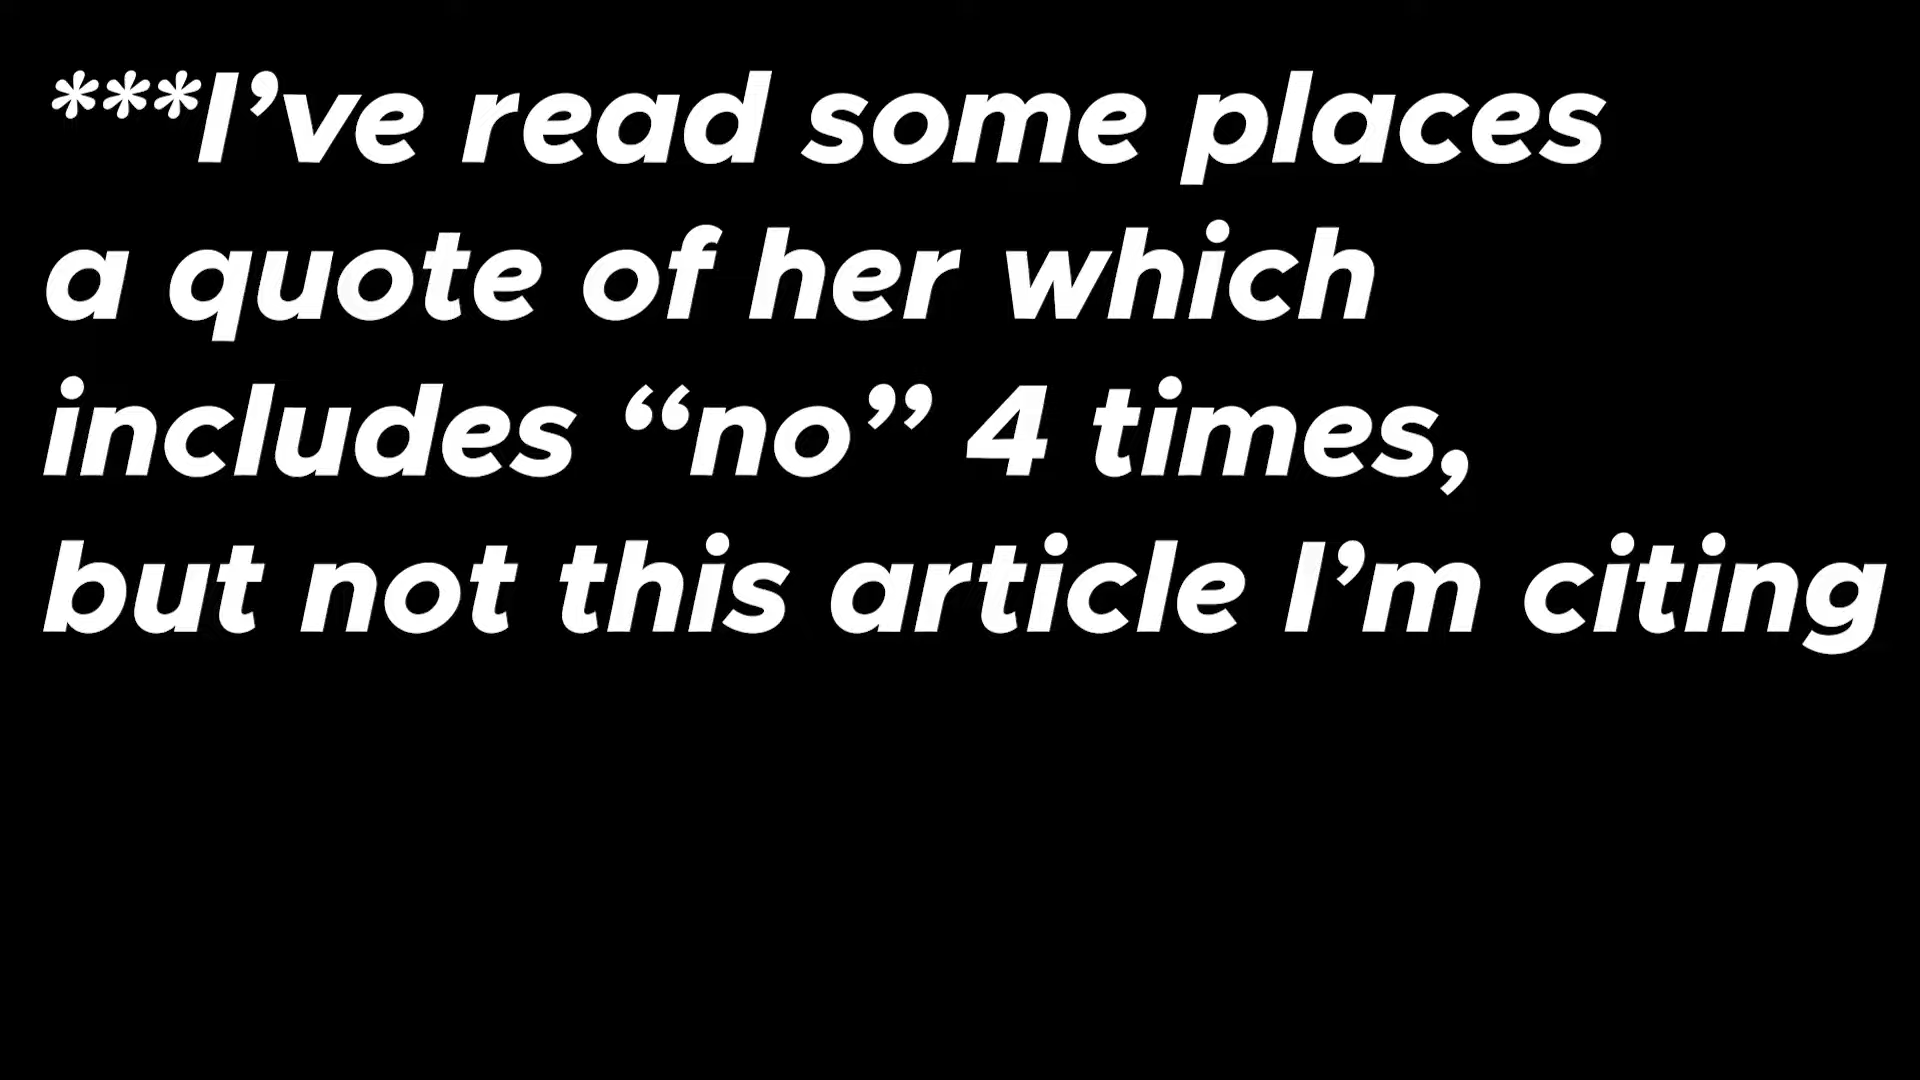 ***I’ve read some places
a quote of her which
includes “no” 4 times,
but not this article I’m citing